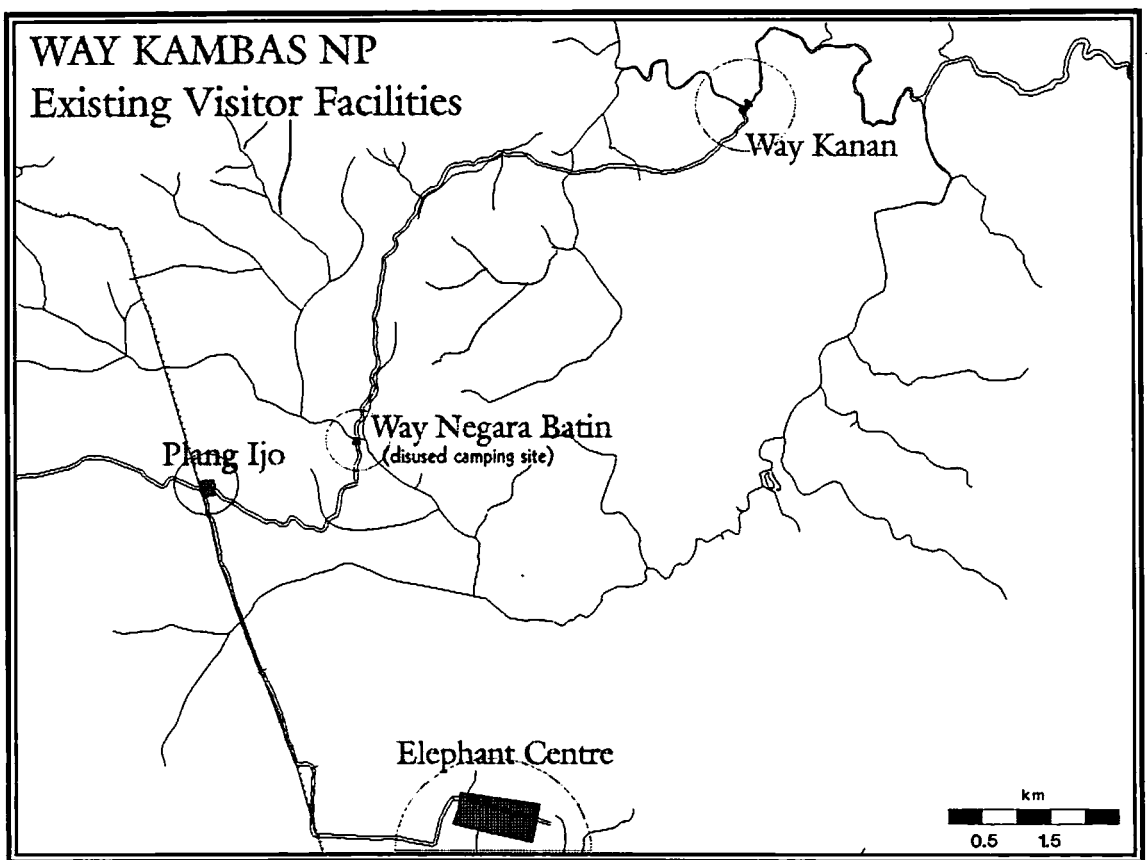 WAY KAMBAS NP
Existing Visitor Facilities
Way Kanan
Way Negara Batin
(disused camping site)
Plang Ijo
Elephant Centre
km
0.5 1.5